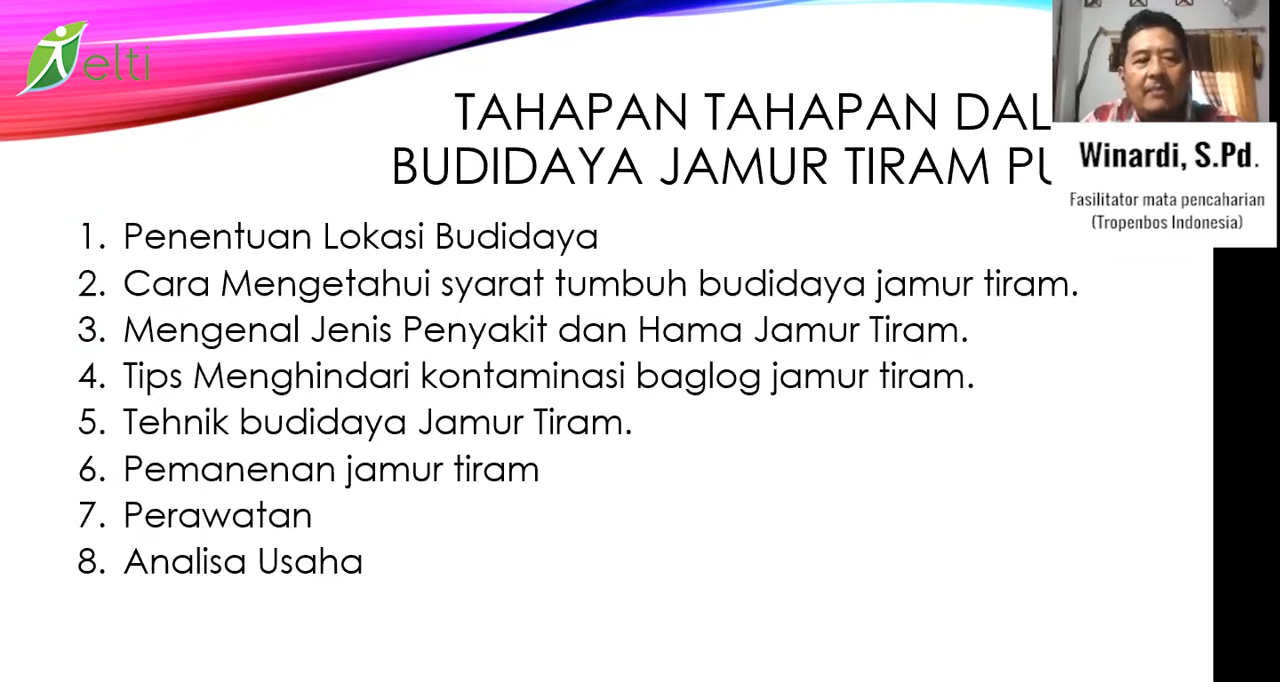 elti
TAHAPAN TAHAPAN
BUDIDAYA JAMUR TIRAM
Winardi, S.Pd.
Fasilitator mata pencaharian
(Tropenbos Indonesia)
1. Penentuan Lokasi Budidaya
2. Cara Mengetahui syarat tumbuh budidaya jamur tiram.
3. Mengenal Jenis Penyakit dan Hama Jamur Tiram.
4. Tips Menghindari kontaminasi baglog jamur tiram.
5. Tehnik budidaya Jamur Tiram.
6. Pemanenan jamur tiram
7. Perawatan
8. Analisa Usaha